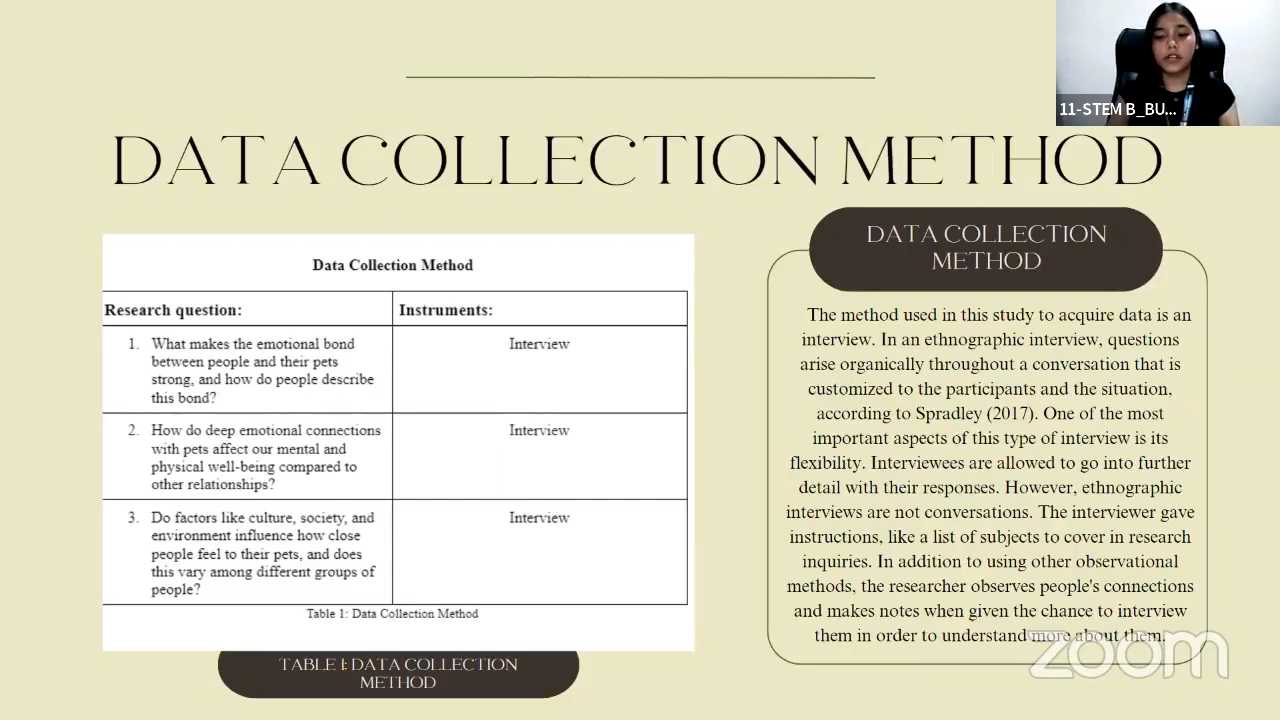 11-STEM B_BU...
DATA COLLECTION METHOD
Data Collection Method
Research question:
Instruments:
1. What makes the emotional bond
between people and their pets
strong, and how do people describe
this bond?
Interview
2. How do deep emotional connections
with pets affect our mental and
physical well-being compared to
other relationships?
Interview
3. Do factors like culture, society, and
environment influence how close
people feel to their pets, and does
this vary among different groups of
people?
Interview
Table 1: Data Collection Method
TABLE 1: DATA COLLECTION
METHOD
DATA COLLECTION
METHOD
The method used in this study to acquire data is an
interview. In an ethnographic interview, questions
arise organically throughout a conversation that is
customized to the participants and the situation,
according to Spradley (2017). One of the most
important aspects of this type of interview is its
flexibility. Interviewees are allowed to go into further
detail with their responses. However, ethnographic
interviews are not conversations. The interviewer gave
instructions, like a list of subjects to cover in research
inquiries. In addition to using other observational
methods, the researcher observes people's connections
and makes notes when given the chance to interview
them in order to understand more about them.
zoom